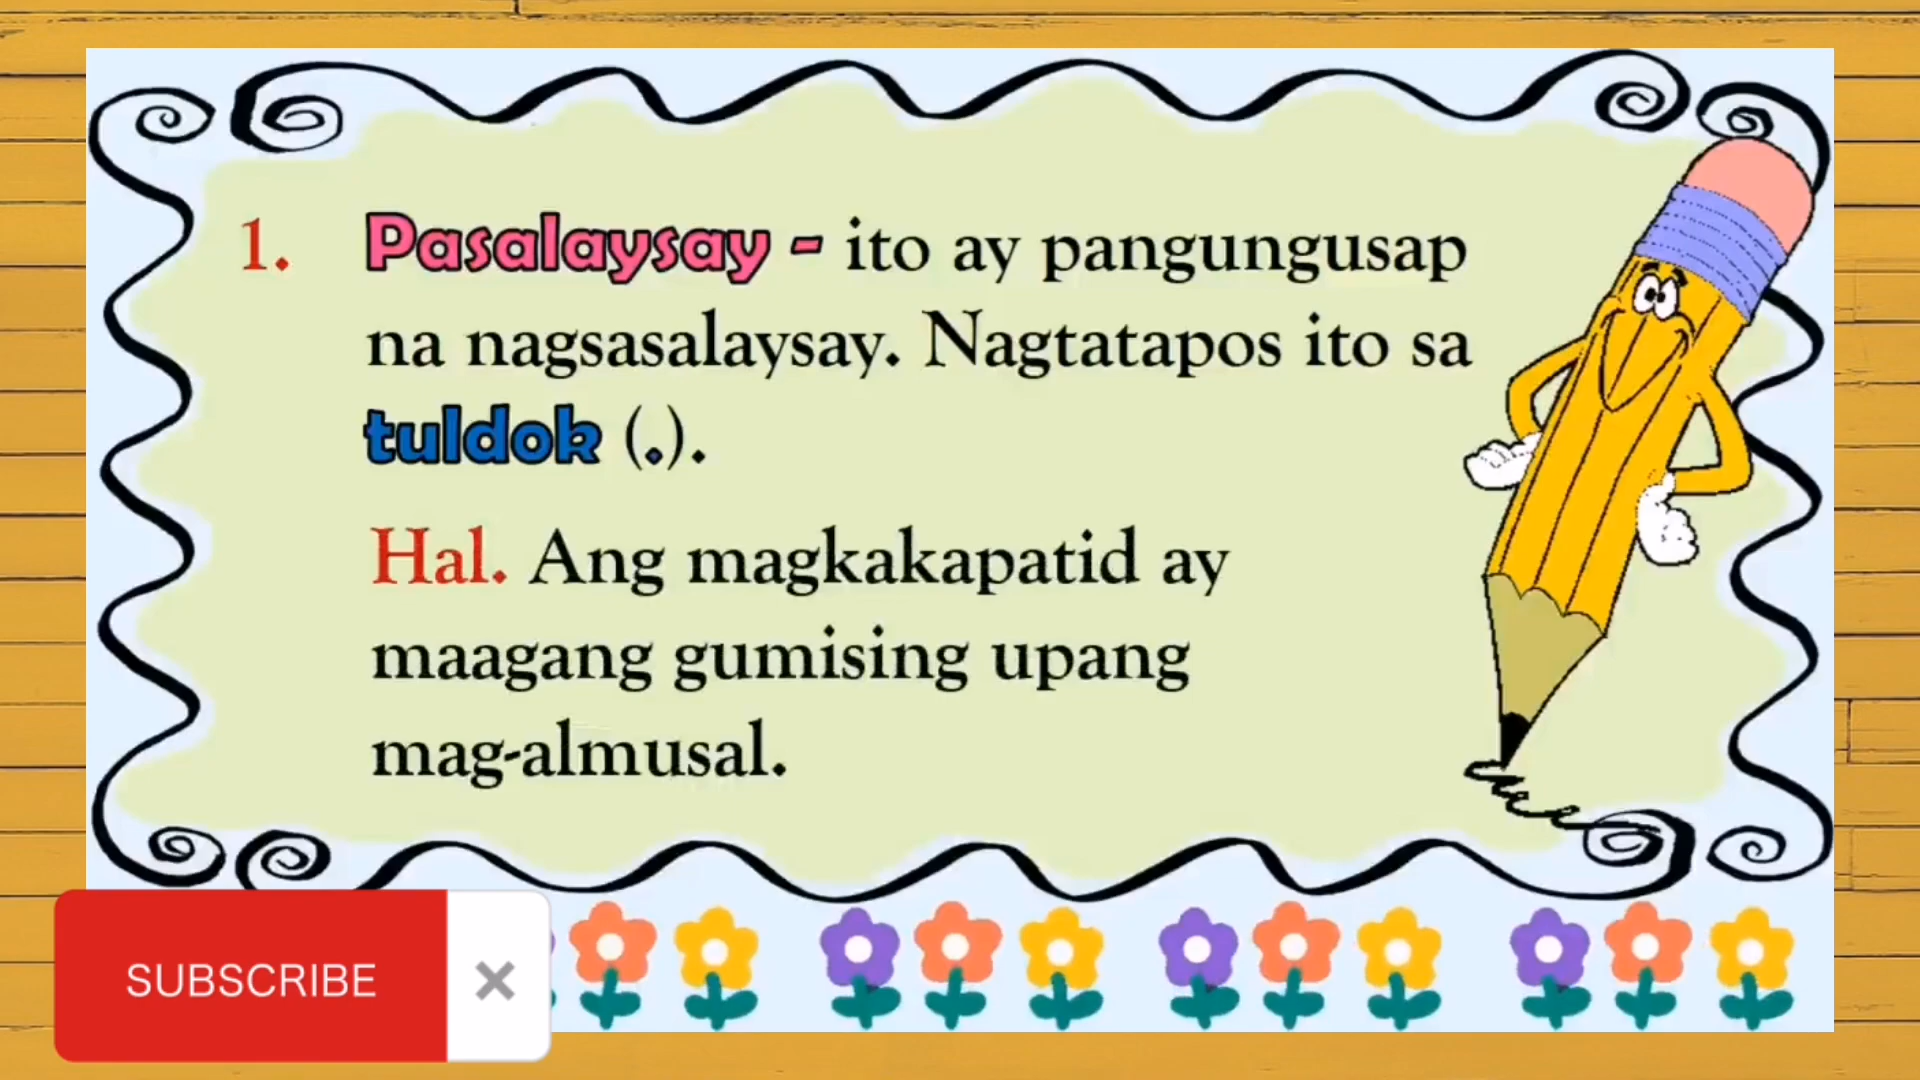 1. Pasalaysay - ito ay pangungusap
na nagsasalaysay. Nagtatapos ito sa
tuldok (.).
Hal. Ang magkakapatid ay
maagang gumising upang
mag-almusal.
SUBSCRIBE